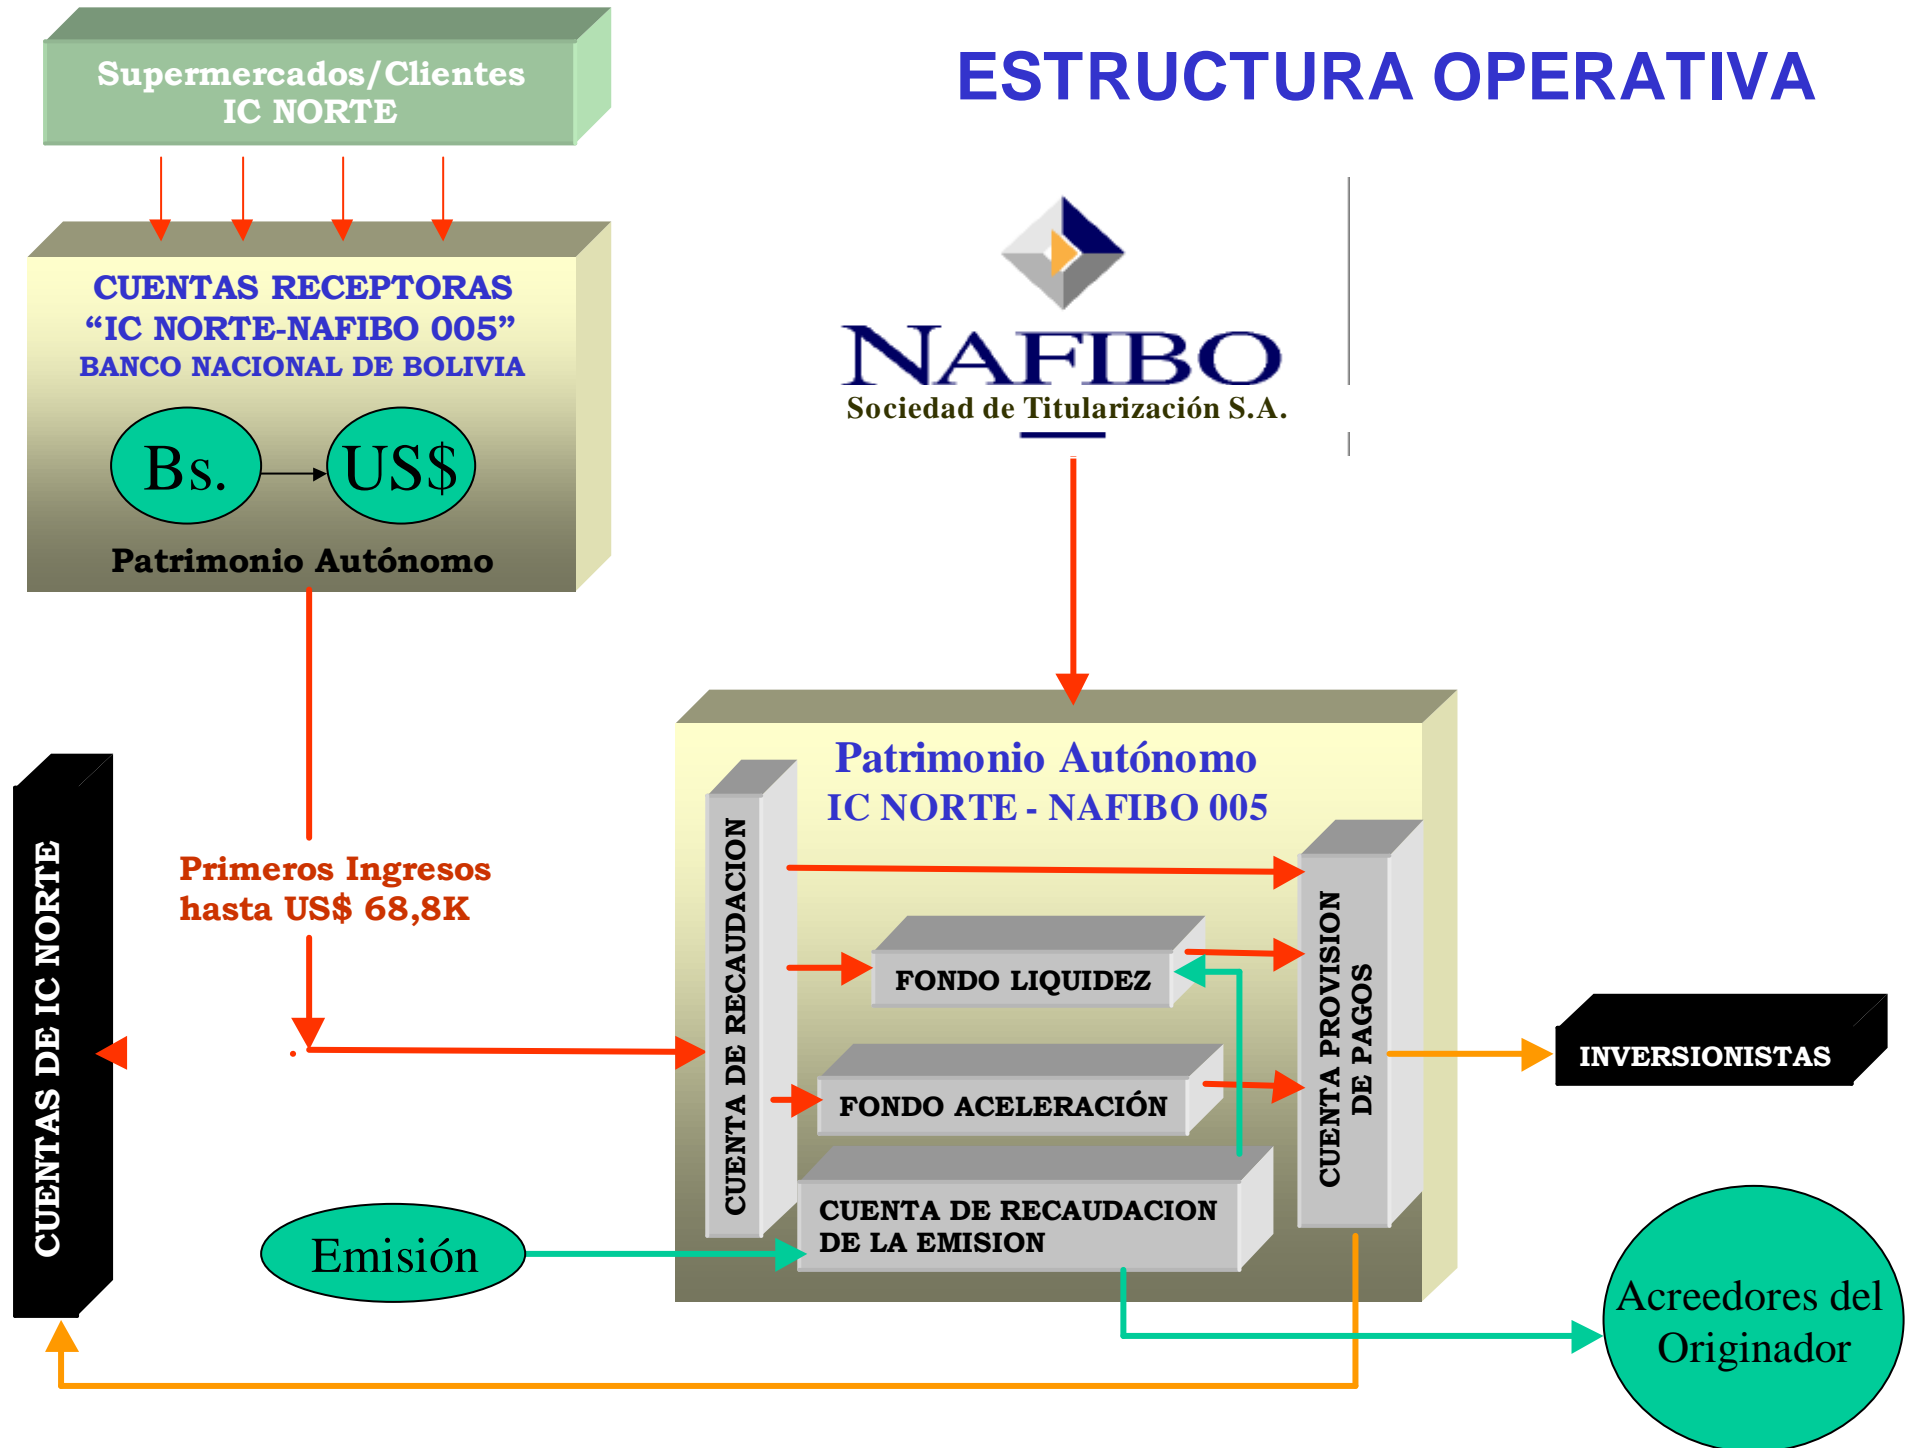 ESTRUCTURA OPERATIVA
Supermercados/Clientes
IC NORTE
CUENTAS RECEPTORAS
“IC NORTE-NAFIBO 005”
BANCO NACIONAL DE BOLIVIA
Bs.
US$
Patrimonio Autónomo
NAFIBO
Sociedad de Titularización S.A.
Primeros Ingresos
hasta US$ 68,8K
CUENTAS DE IC NORTE
Patrimonio Autónomo
IC NORTE - NAFIBO 005
CUENTA DE RECAUDACION
FONDO LIQUIDEZ
FONDO ACELERACIÓN
CUENTA DE RECAUDACION
DE LA EMISION
CUENTA PROVISION
DE PAGOS
INVERSIONISTAS
Emisión
Acreedores del
Originador